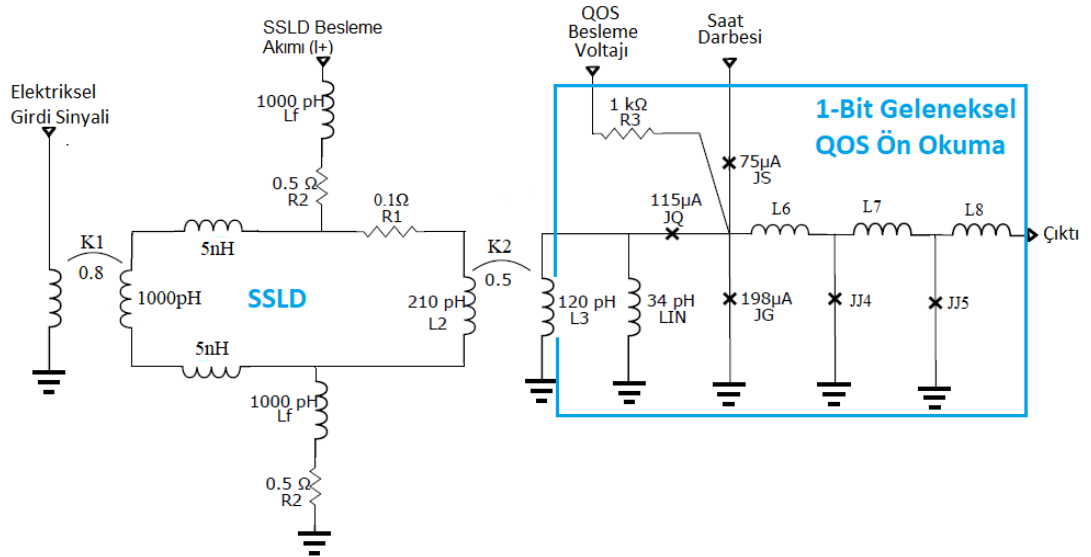 SSLD Besleme
Akımı (I+)
QOS
Besleme
Voltajı
Saat
Darbesi
Elektriksel
Girdi Sinyali
1000 pH
Lf
1 kΩ
R3
1-Bit Geleneksel
QOS Ön Okuma
75µA
JS
0.5 Ω
R2
0.1Ω
R1
115µA
JQ
L6
L7
L8
Çıktı
K1
0.8
5nH
K2
0.5
1000pH
SSLD
210 pH
L2
120 pH
L3
34 pH
LIN
198µA
JG
JJ4
JJ5
5nH
1000 pH
Lf
0.5 Ω
R2